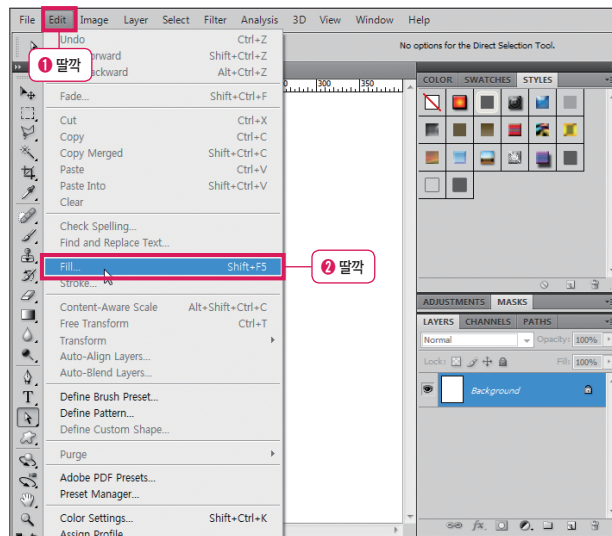 File Edit Image Layer Select Filter Analysis 3D View Window Help
No options for the Direct Selection Tool.
Undo Ctrl+Z
❶ 딸깍
Shift+Ctrl+Z
Alt+Ctrl+Z
Fade... Shift+Ctrl+F
Cut Ctrl+X
Copy Ctrl+C
Copy Merged Shift+Ctrl+C
Paste Ctrl+V
Paste Into Shift+Ctrl+V
Clear
Check Spelling...
Find and Replace Text...
Fill... Shift+F5
❷ 딸깍
Stroke...
Content-Aware Scale Alt+Shift+Ctrl+C
Free Transform Ctrl+T
Transform
Auto-Align Layers...
Auto-Blend Layers...
Define Brush Preset...
Define Pattern...
Define Custom Shape...
Purge
Adobe PDF Presets...
Preset Manager...
Color Settings... Shift+Ctrl+K
Assign Profile
300 350
COLOR SWATCHES STYLES
ADJUSTMENTS MASKS
LAYERS CHANNELS PATHS
Normal Opacity: 100%
Lock: Fill: 100%
Background